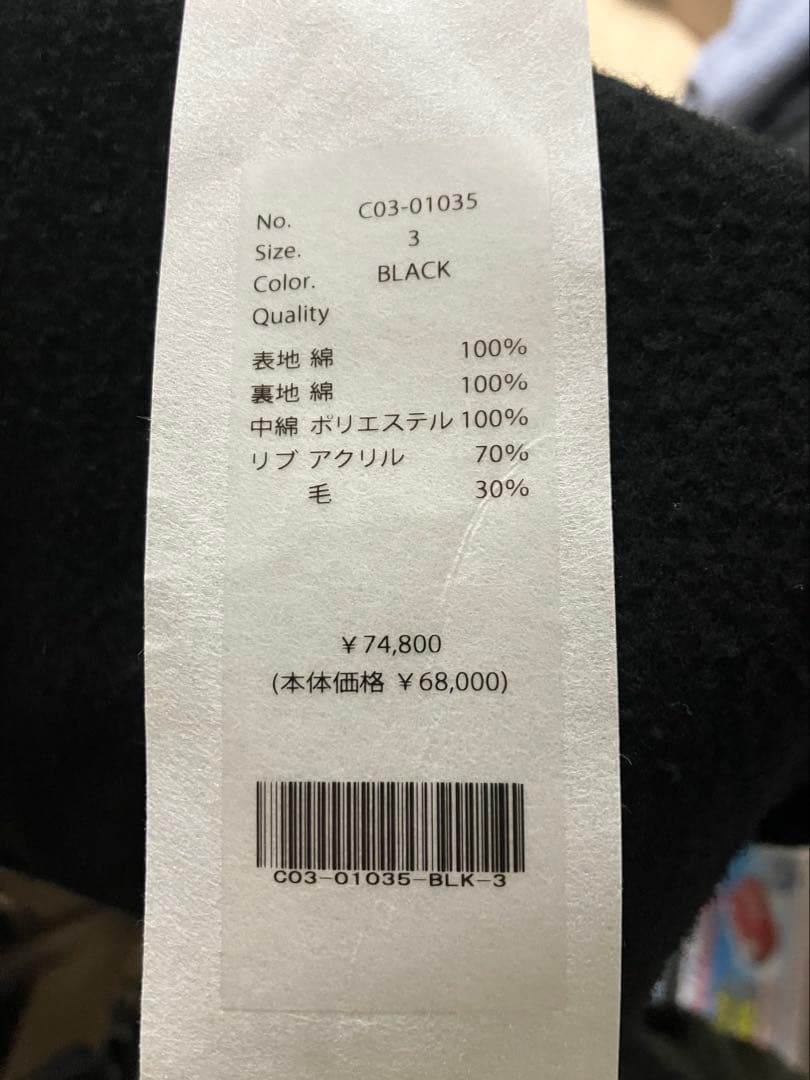 No. C03-01035
Size. 3
Color. BLACK
Quality
表地 綿 100%
裏地 綿 100%
中綿 ポリエステル 100%
リブ アクリル 70%
毛 30%
¥74,800
(本体価格 ¥68,000)
C03-01035-BLK-3